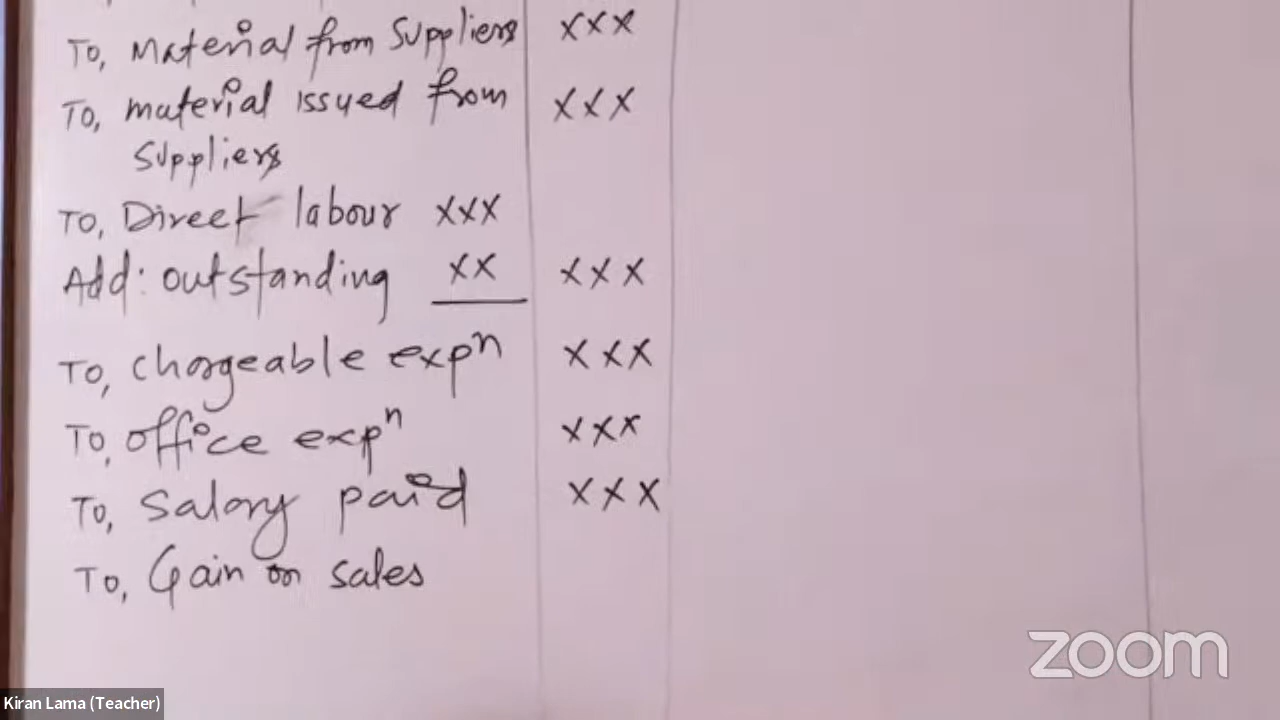 To, Material from Suppliers xxx
To, material issued from xxx
Suppliers
To, Direct labour xxx
Add: outstanding xx xxx
To, Chargeable expn xxx
To, office expn xxx
To, Salary paid xxx
To, Gain on sales
zoom
Kiran Lama (Teacher)